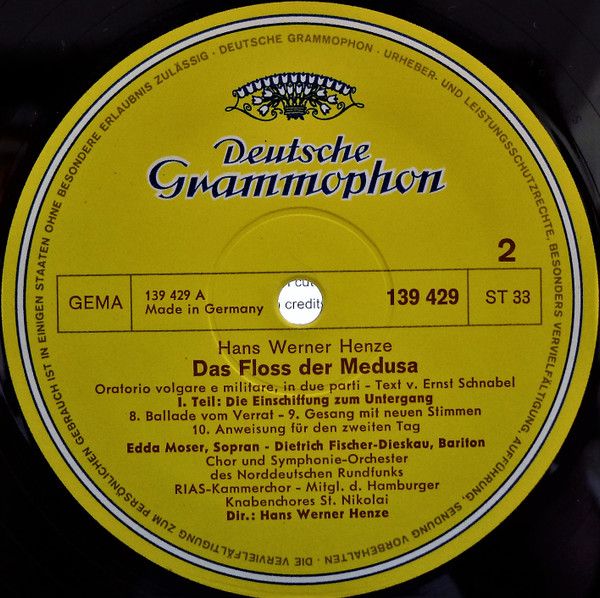 DEUTSCHE GRAMMOPHON · URHEBER- UND LEISTUNGSSCHUTZRECHTE, BESONDERS VERVIELFÄLTIGUNG, AUFFÜHRUNG, SENDUNG VORBEHALTEN · DIE VERVIELFÄLTIGUNG ZUM PERSÖNLICHEN GEBRAUCH IST IN EINIGEN STAATEN OHNE BESONDERE ERLAUBNIS ZULÄSSIG ·
Deutsche
Grammophon
2
GEMA
139 429 A
Made in Germany
cut
credits
139 429
ST 33
Hans Werner Henze
Das Floss der Medusa
Oratorio volgare e militare, in due parti - Text v. Ernst Schnabel
I. Teil: Die Einschiffung zum Untergang
8. Ballade vom Verrat - 9. Gesang mit neuen Stimmen
10. Anweisung für den zweiten Tag
Edda Moser, Sopran - Dietrich Fischer-Dieskau, Bariton
Chor und Symphonie-Orchester
des Norddeutschen Rundfunks
RIAS-Kammerchor - Mitgl. d. Hamburger
Knabenchores St. Nikolai
Dir.: Hans Werner Henze